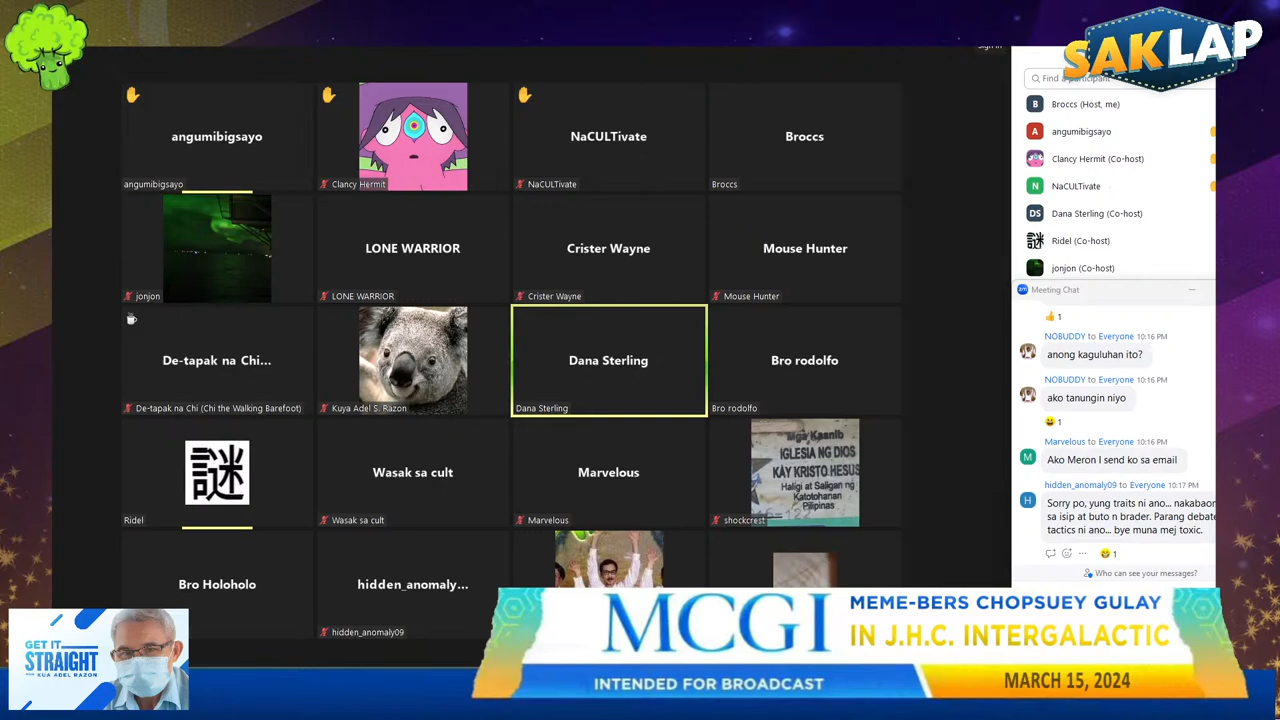 SAKLAP
Sign in
Find a participant
angumibigsayo
angumibigsayo
Clancy Hermit
NaCULTivate
NaCULTivate
Broccs
Broccs
jonjon
LONE WARRIOR
LONE WARRIOR
Crister Wayne
Crister Wayne
Mouse Hunter
Mouse Hunter
De-tapak na Chi...
De-tapak na Chi (Chi the Walking Barefoot)
Kuya Adel S. Razon
Dana Sterling
Dana Sterling
Bro rodolfo
Bro rodolfo
謎
Ridel
Wasak sa cult
Wasak sa cult
Marvelous
Marvelous
Mga Kaanib
IGLESIA NG DIOS
KAY KRISTO HESUS
Haligi at Saligan ng
Katotohanan
Pilipinas
shockcrest
Bro Holoholo
hidden_anomaly...
hidden_anomaly09
B Broccs (Host, me)
A angumibigsayo
Clancy Hermit (Co-host)
N NaCULTivate
DS Dana Sterling (Co-host)
謎 Ridel (Co-host)
jonjon (Co-host)
zm Meeting Chat
👍 1
NOBUDDY to Everyone 10:16 PM
anong kaguluhan ito?
NOBUDDY to Everyone 10:16 PM
ako tanungin niyo
😀 1
Marvelous to Everyone 10:16 PM
M Ako Meron I send ko sa email
hidden_anomaly09 to Everyone 10:17 PM
H Sorry po, yung traits ni ano... nakabaon
sa isip at buto n brader. Parang debate
tactics ni ano... bye muna mej toxic.
😂 1
Who can see your messages?
GET IT
STRAIGHT
WITH KUA ADEL RAZON
MCGI
MEME-BERS CHOPSUEY GULAY
IN J.H.C. INTERGALACTIC
INTENDED FOR BROADCAST
MARCH 15, 2024